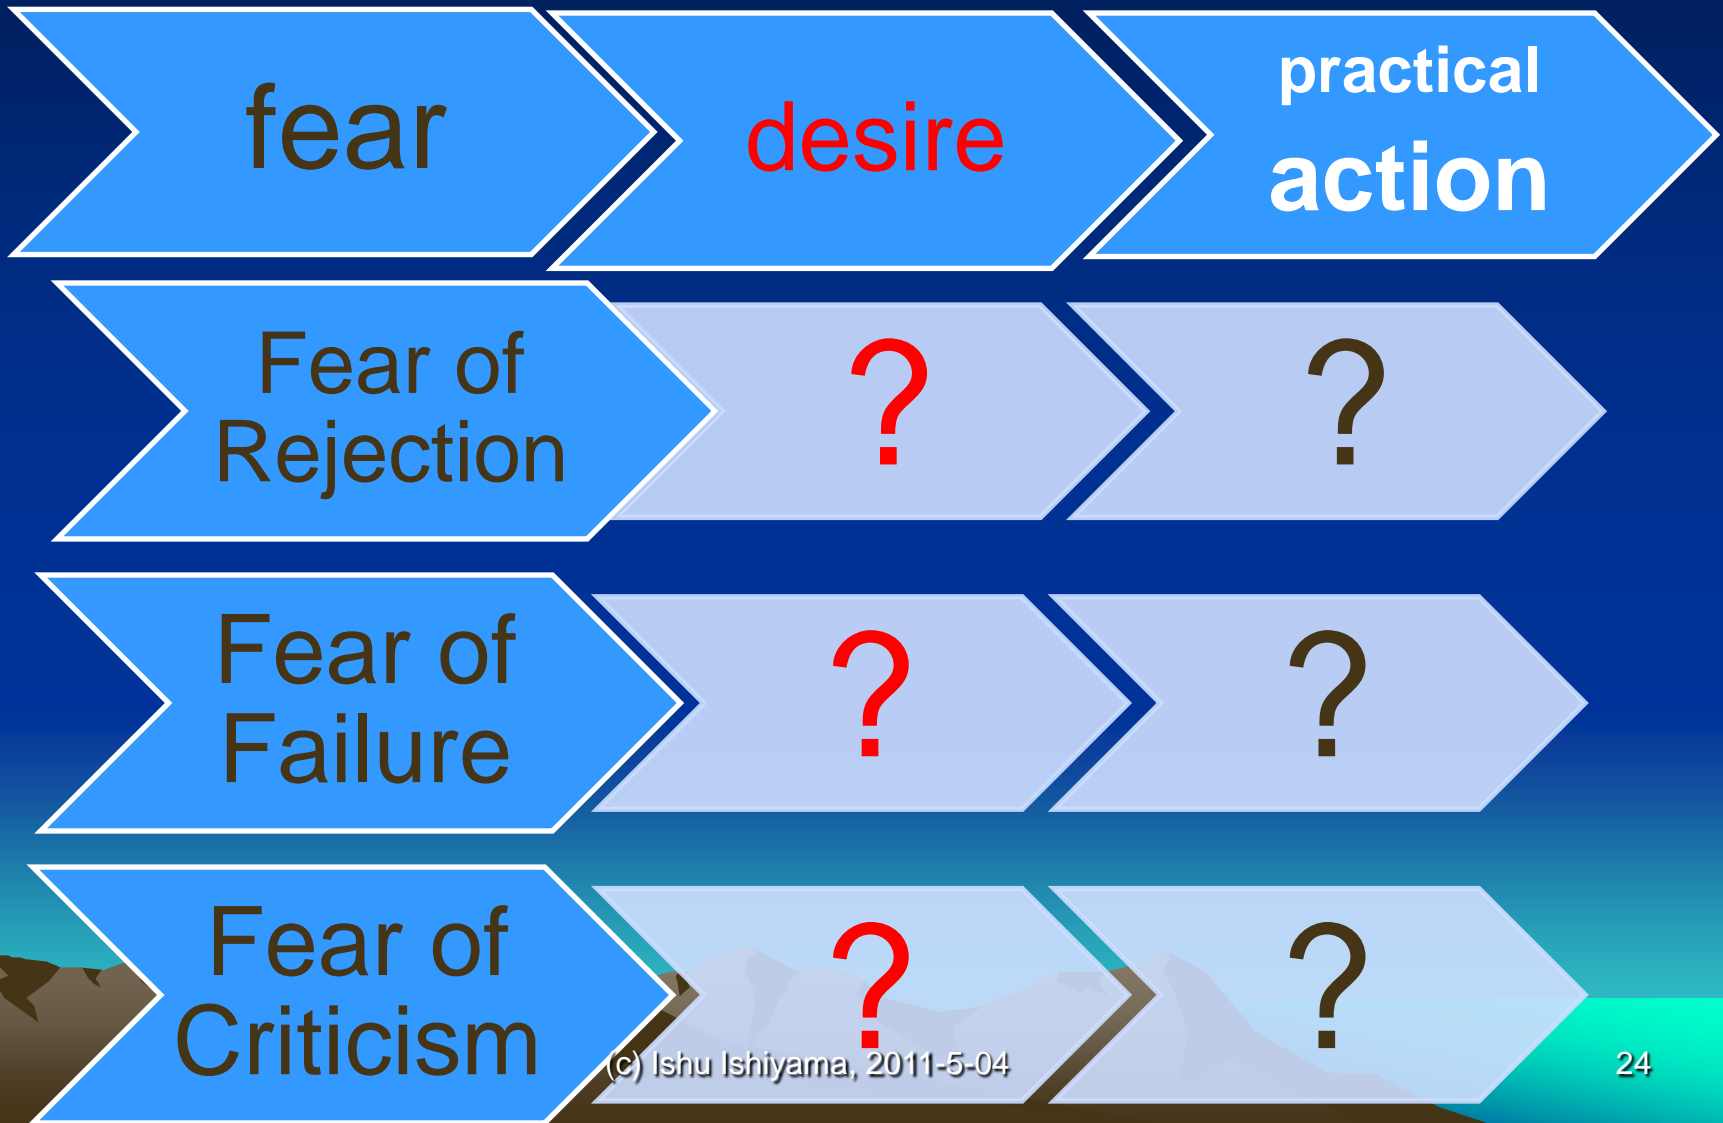 fear
desire
practical
action
Fear of
Rejection
?
?
Fear of
Failure
?
?
Fear of
Criticism
?
?
(c) Ishu Ishiyama, 2011-5-04
24